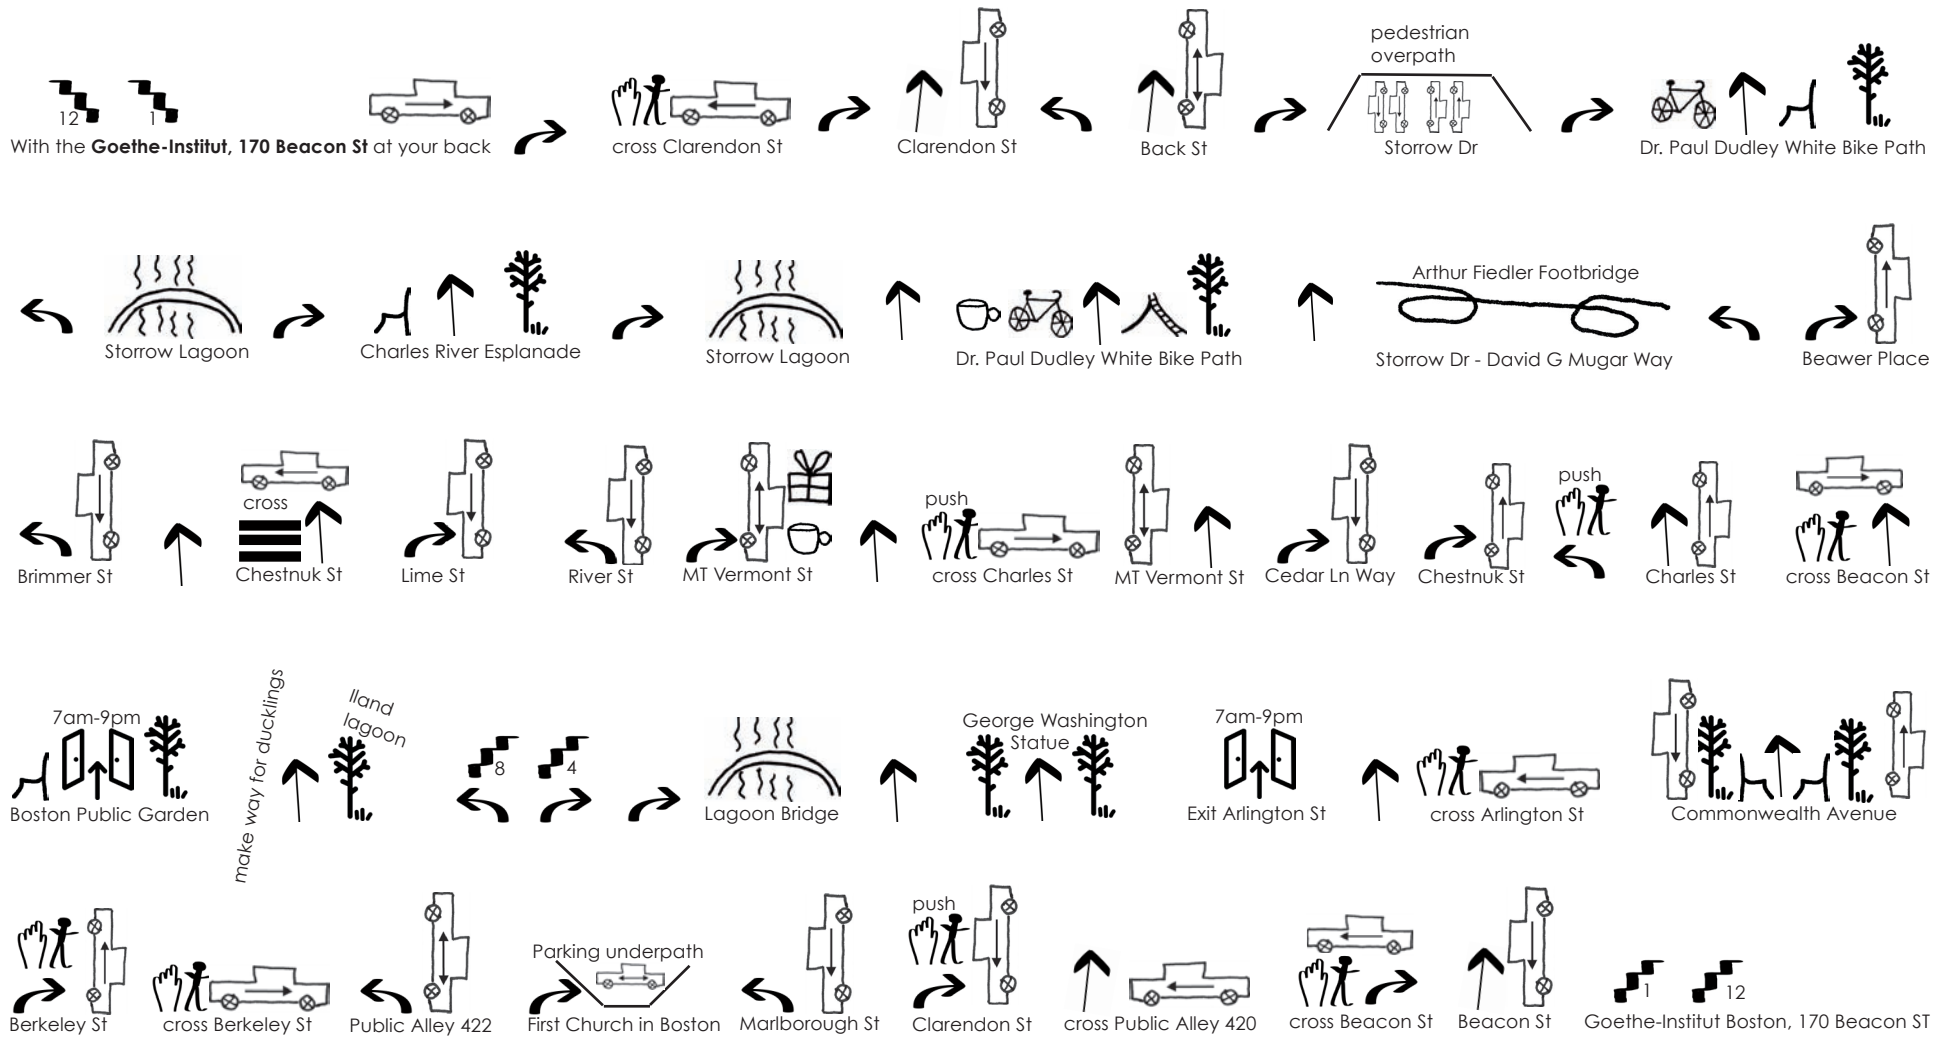 pedestrian
overpath
12
1
With the Goethe-Institut, 170 Beacon St at your back
cross Clarendon St
Clarendon St
Back St
Storrow Dr
Dr. Paul Dudley White Bike Path
Storrow Lagoon
Charles River Esplanade
Storrow Lagoon
Dr. Paul Dudley White Bike Path
Arthur Fiedler Footbridge
Storrow Dr - David G Mugar Way
Beawer Place
Brimmer St
cross
Chestnuk St
Lime St
River St
MT Vermont St
push
cross Charles St
MT Vermont St
Cedar Ln Way
Chestnuk St
push
Charles St
cross Beacon St
7am-9pm
Boston Public Garden
make way for ducklings
lland
lagoon
8
4
Lagoon Bridge
George Washington
Statue
7am-9pm
Exit Arlington St
cross Arlington St
Commonwealth Avenue
Berkeley St
cross Berkeley St
Public Alley 422
Parking underpath
First Church in Boston
Marlborough St
push
Clarendon St
cross Public Alley 420
cross Beacon St
Beacon St
1
12
Goethe-Institut Boston, 170 Beacon ST